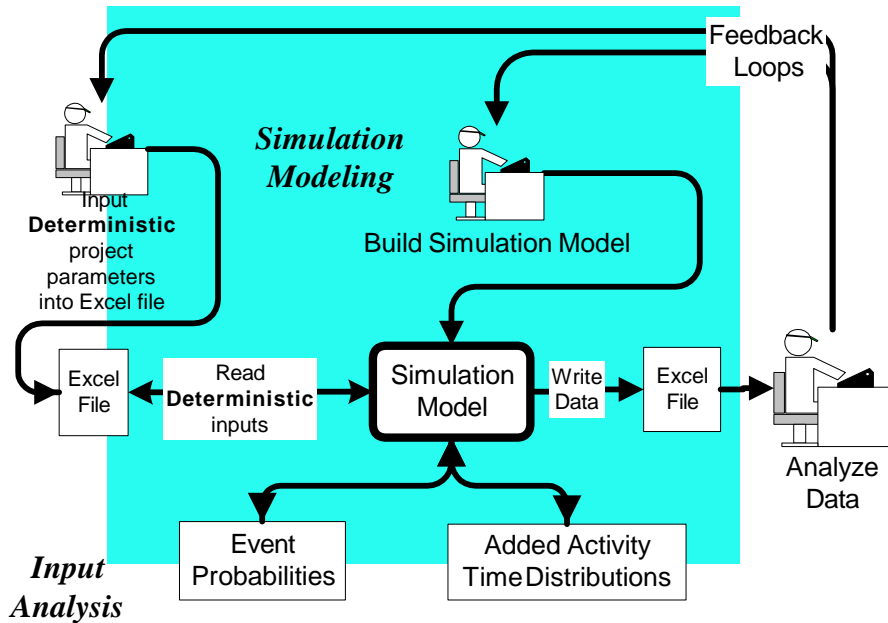 Feedback
Loops
Simulation
Modeling
Input
Deterministic
project
parameters
into Excel file
Build Simulation Model
Excel
File
Read
Deterministic
inputs
Simulation
Model
Write
Data
Excel
File
Analyze
Data
Event
Probabilities
Added Activity
Time Distributions
Input
Analysis